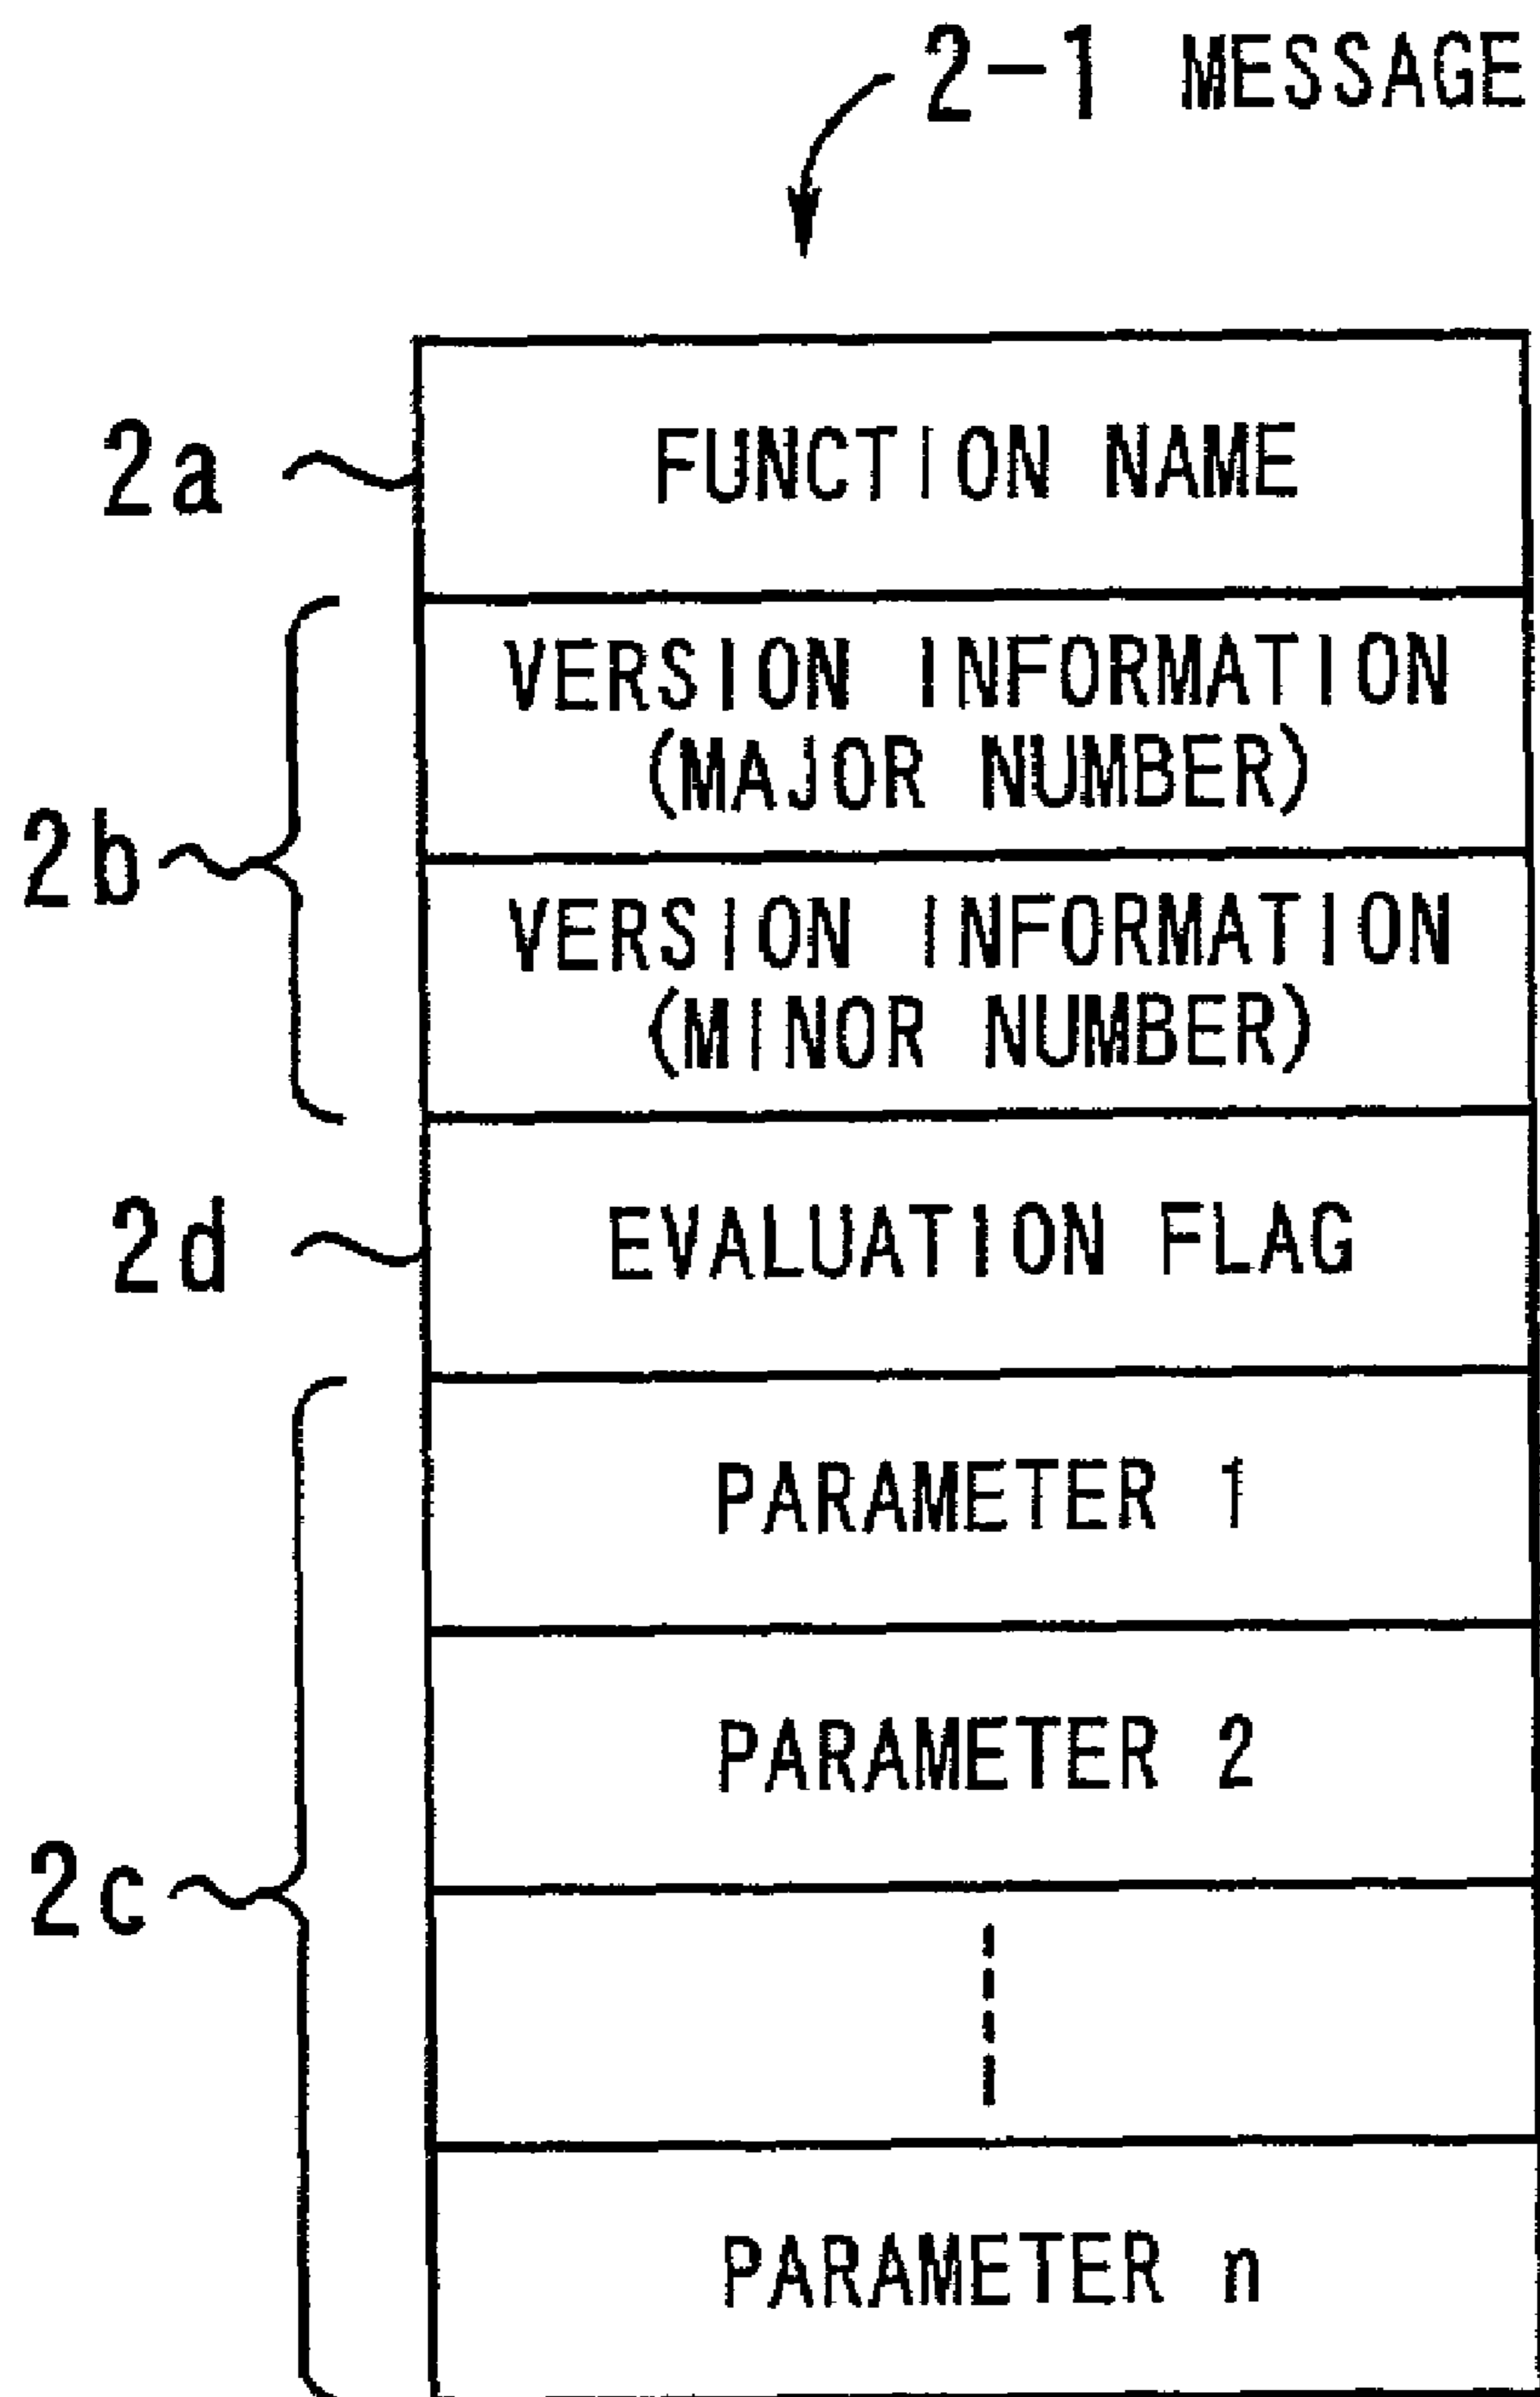 2-1 MESSAGE
2a
FUNCTION NAME
VERSION INFORMATION
(MAJOR NUMBER)
2b
VERSION INFORMATION
(MINOR NUMBER)
2d
EVALUATION FLAG
PARAMETER 1
PARAMETER 2
2c
PARAMETER n